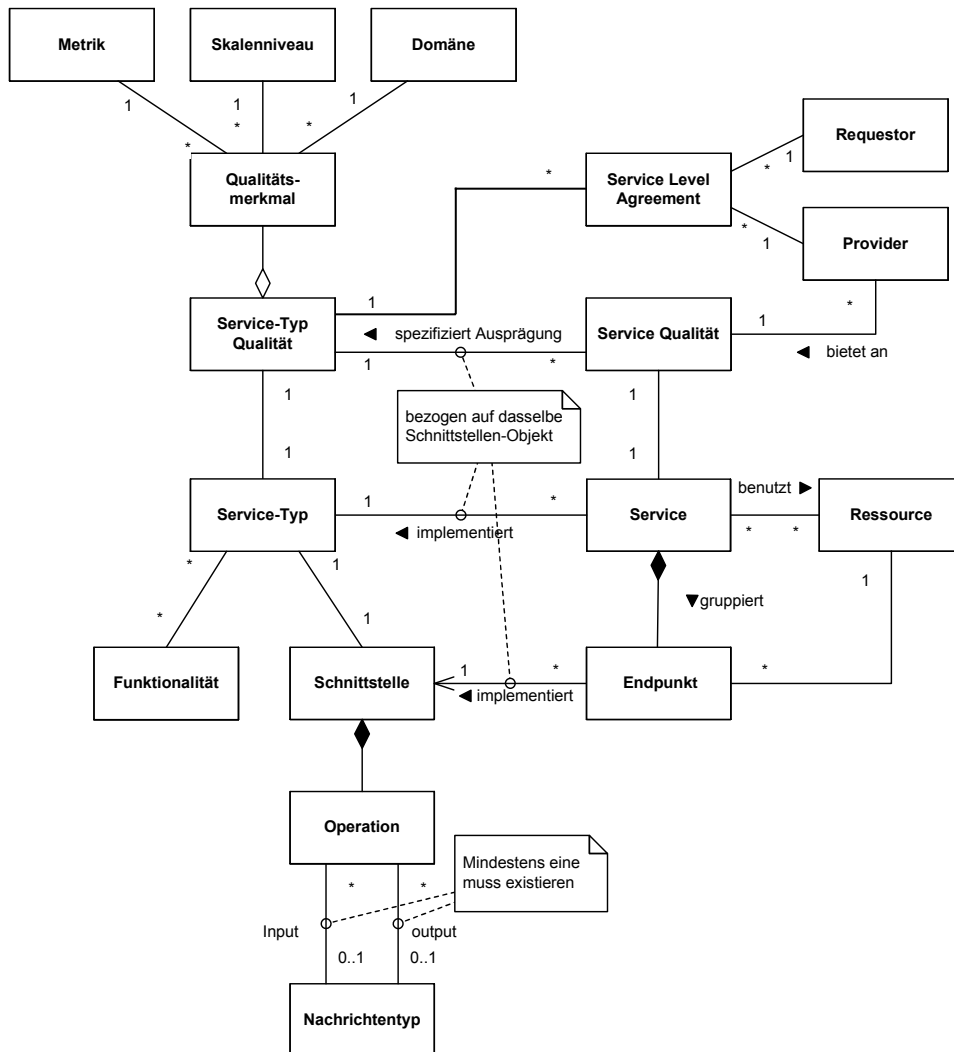 Metrik
Skalenniveau
Domäne
1
1
1
*
*
*
Qualitäts-
merkmal
Service Level
Agreement
Requestor
*
*
1
*
1
Provider
Service-Typ
Qualität
1
◄ spezifiziert Ausprägung
1
*
Service Qualität
1
*
◄ bietet an
1
1
bezogen auf dasselbe
Schnittstellen-Objekt
1
1
Service-Typ
1
*
◄ implementiert
Service
benutzt ►
*
*
Ressource
*
1
1
▼gruppiert
*
1
Funktionalität
Schnittstelle
1
*
◄ implementiert
Endpunkt
*
Operation
*
*
Mindestens eine
muss existieren
Input
output
0..1
0..1
Nachrichtentyp